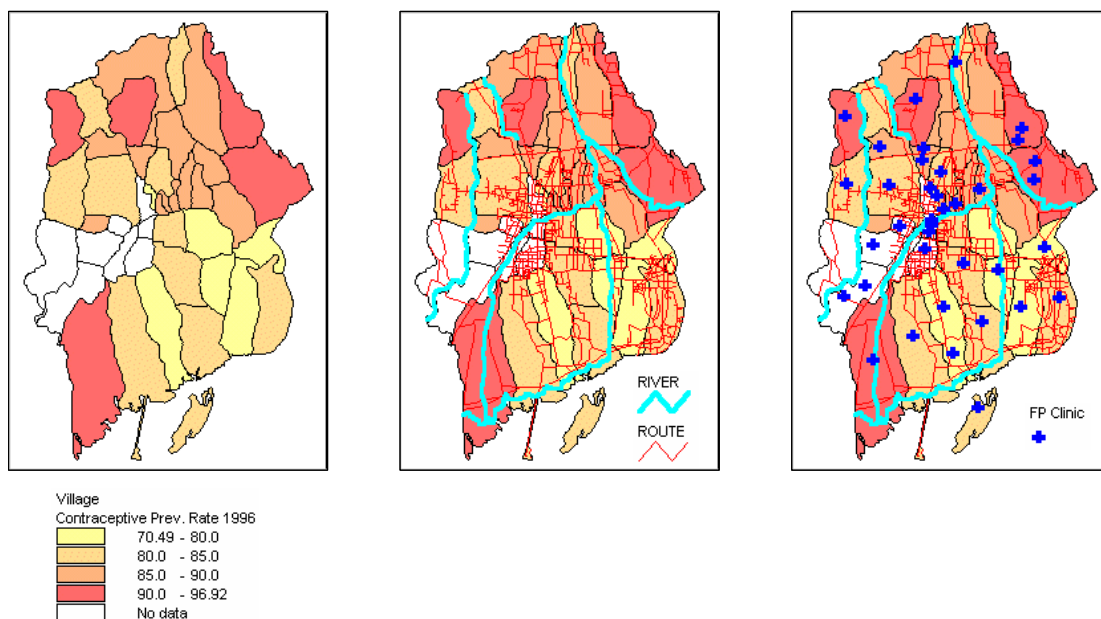 RIVER
ROUTE
FP Clinic
Village
Contraceptive Prev. Rate 1996
70.49 - 80.0
80.0 - 85.0
85.0 - 90.0
90.0 - 96.92
No data